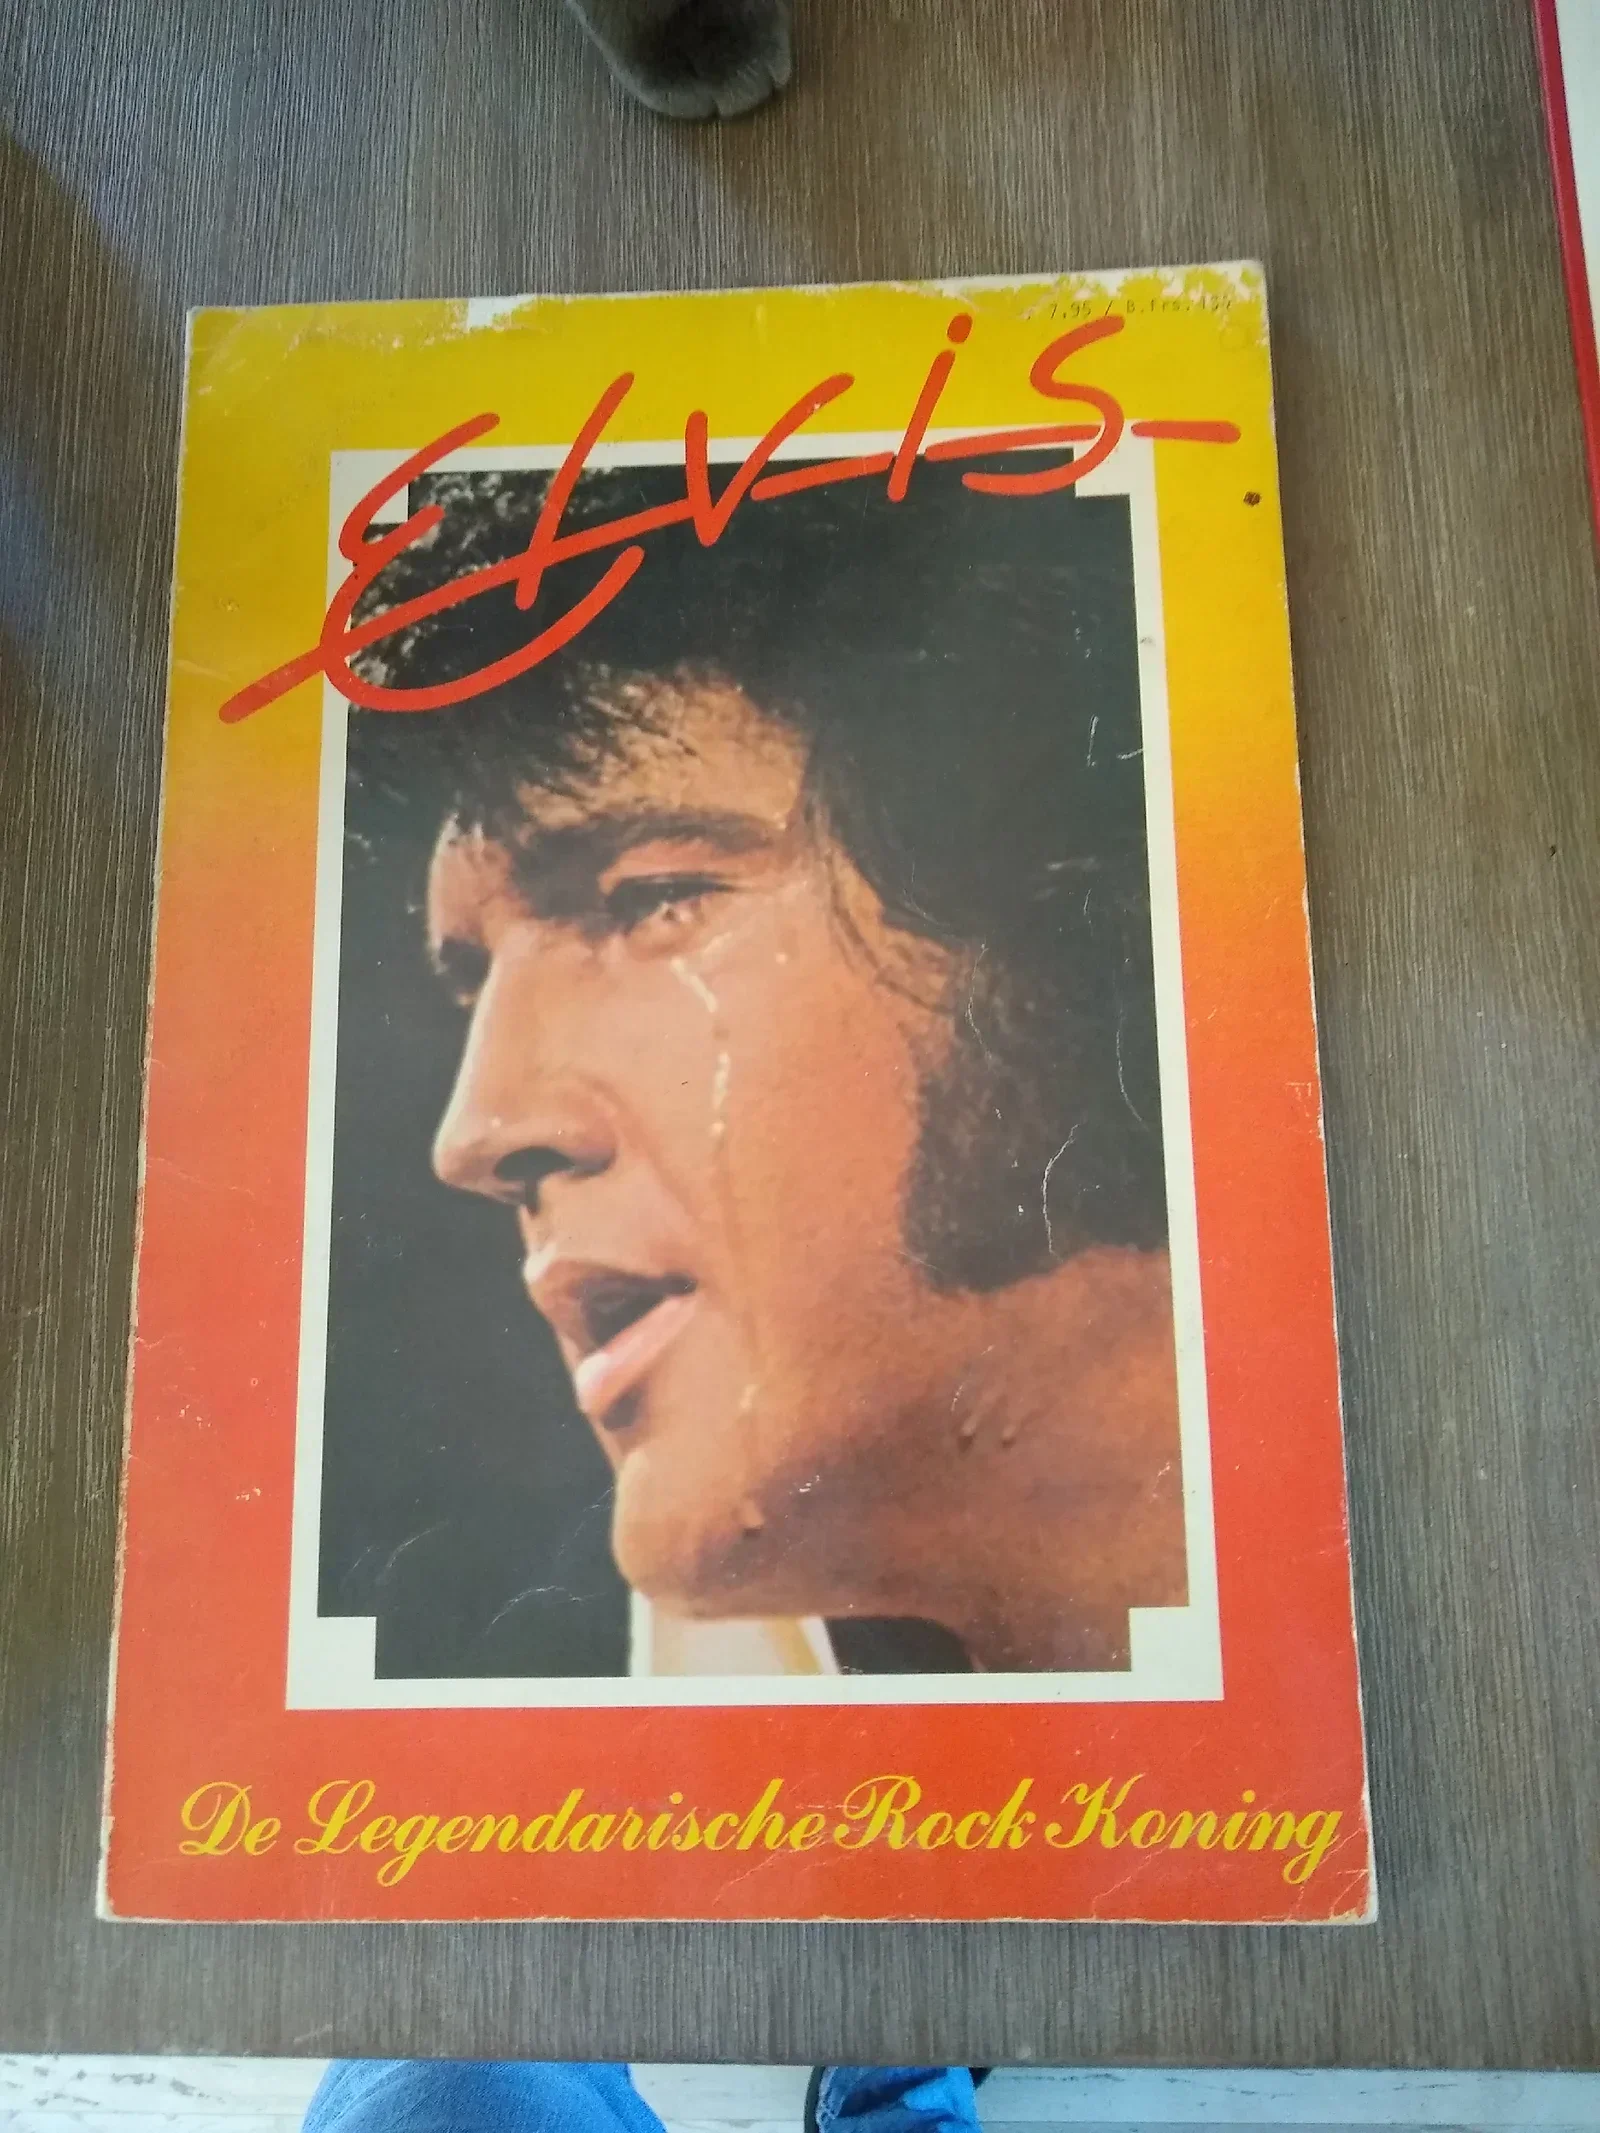 7,95 / B.frs.
Elvis
De Legendarische Rock Koning